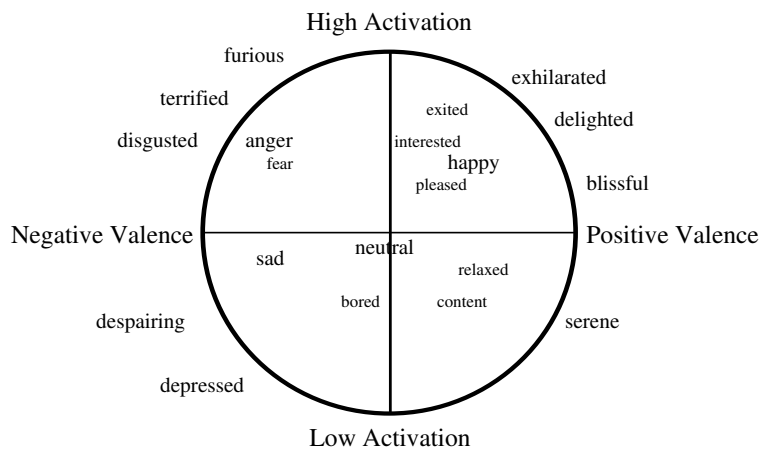 High Activation
furious
exhilarated
terrified
exited
delighted
disgusted
anger
interested
fear
happy
pleased
blissful
Negative Valence
Positive Valence
neutral
sad
relaxed
bored
content
despairing
serene
depressed
Low Activation